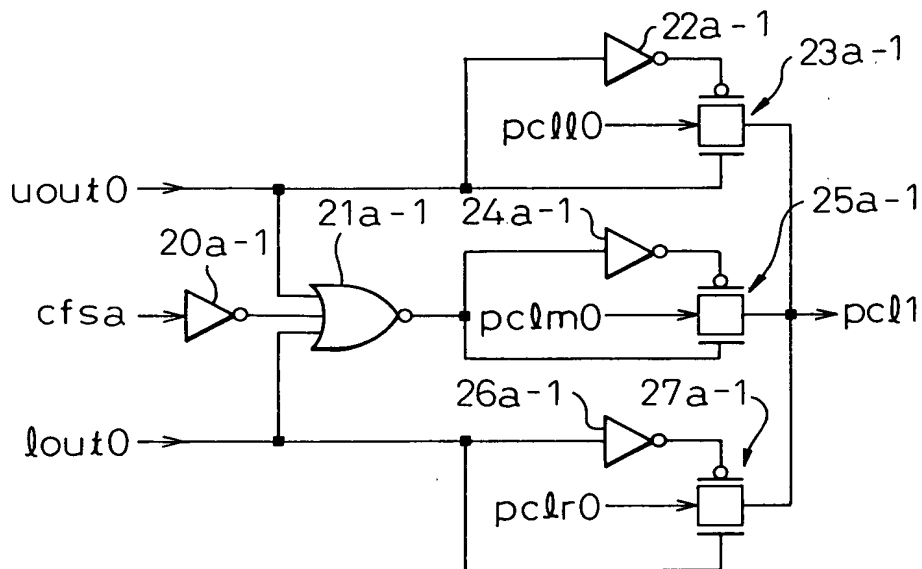 22a-1
23a-1
pcll0
uout0
24a-1
25a-1
20a-1
21a-1
cfsa
pclm0
pcl1
26a-1
27a-1
lout0
pclr0